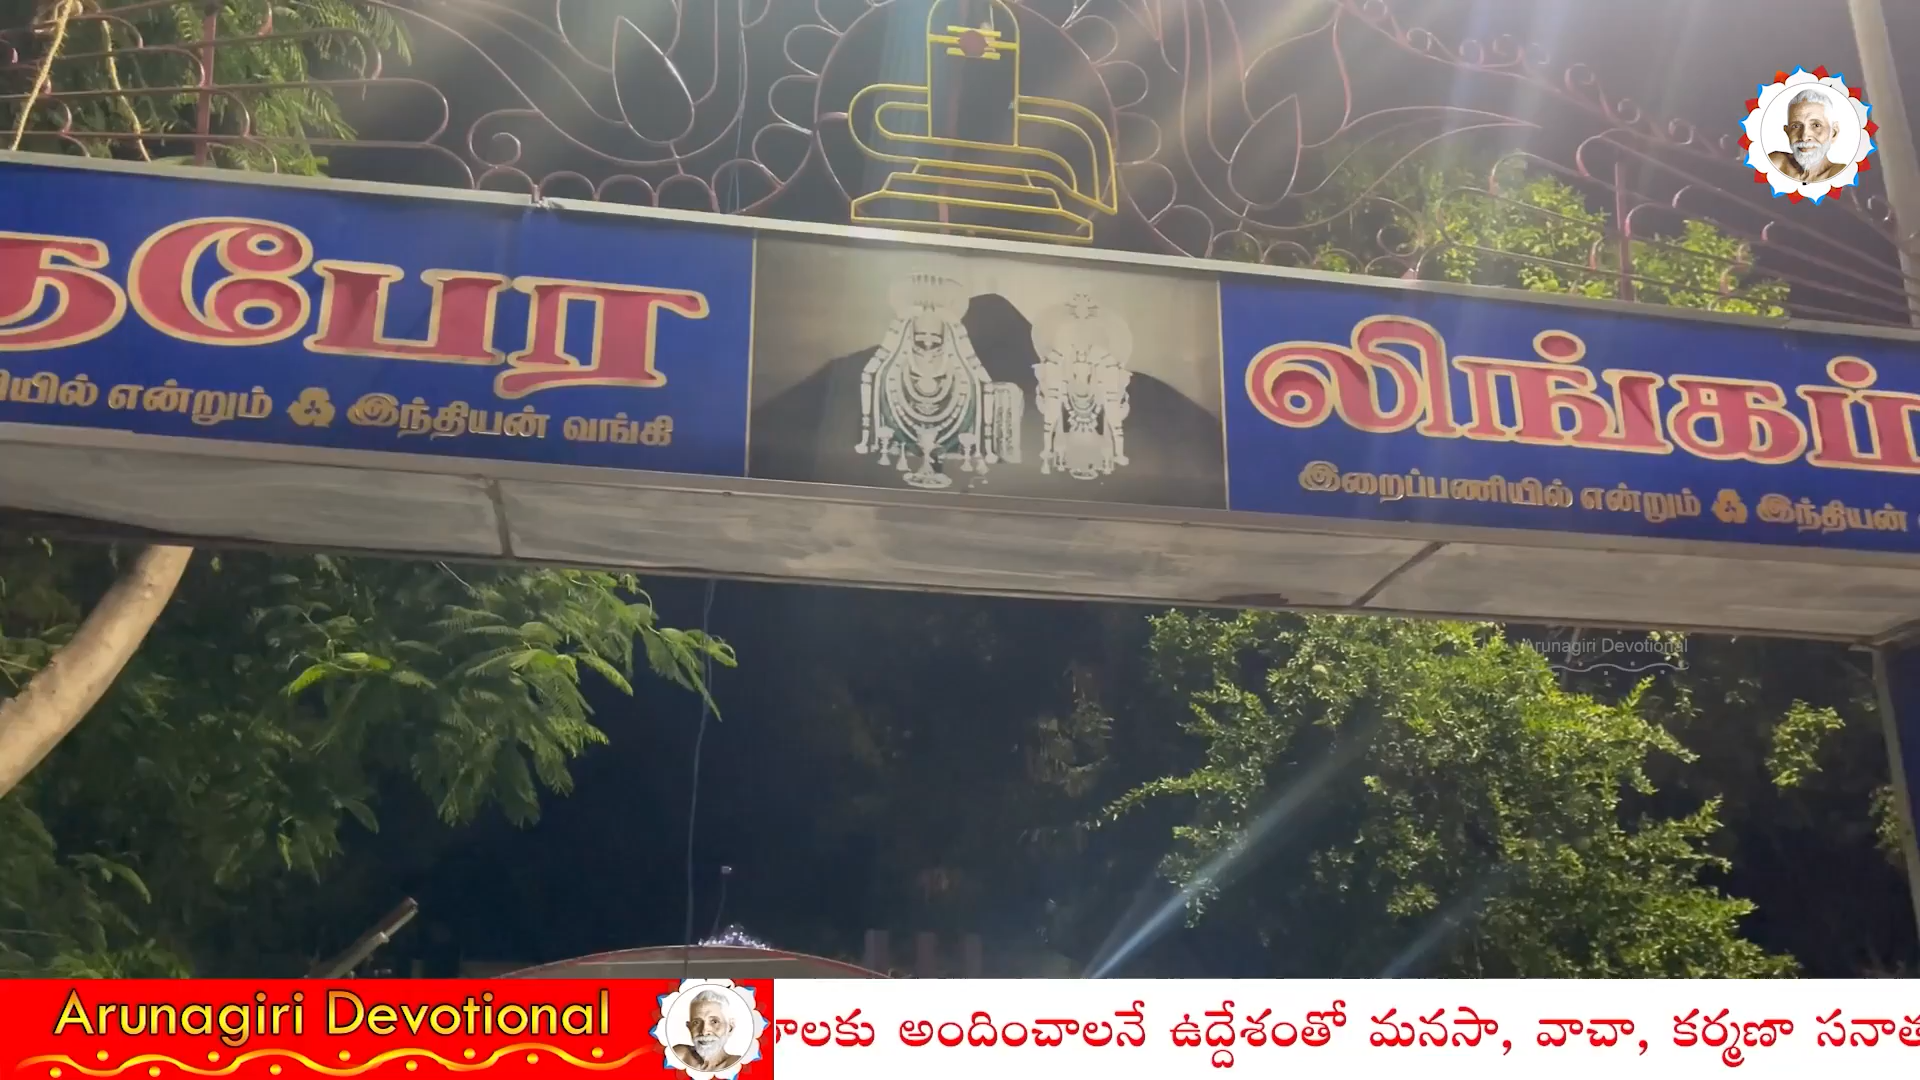 தபேர
லிங்கம்
யில் என்றும் இந்தியன் வங்கி
இறைப்பணியில் என்றும் இந்தியன்
Arunagiri Devotional
Arunagiri Devotional
ాలకు అందించాలనే ఉద్దేశంతో మనసా, వాచా, కర్మణా సనాత